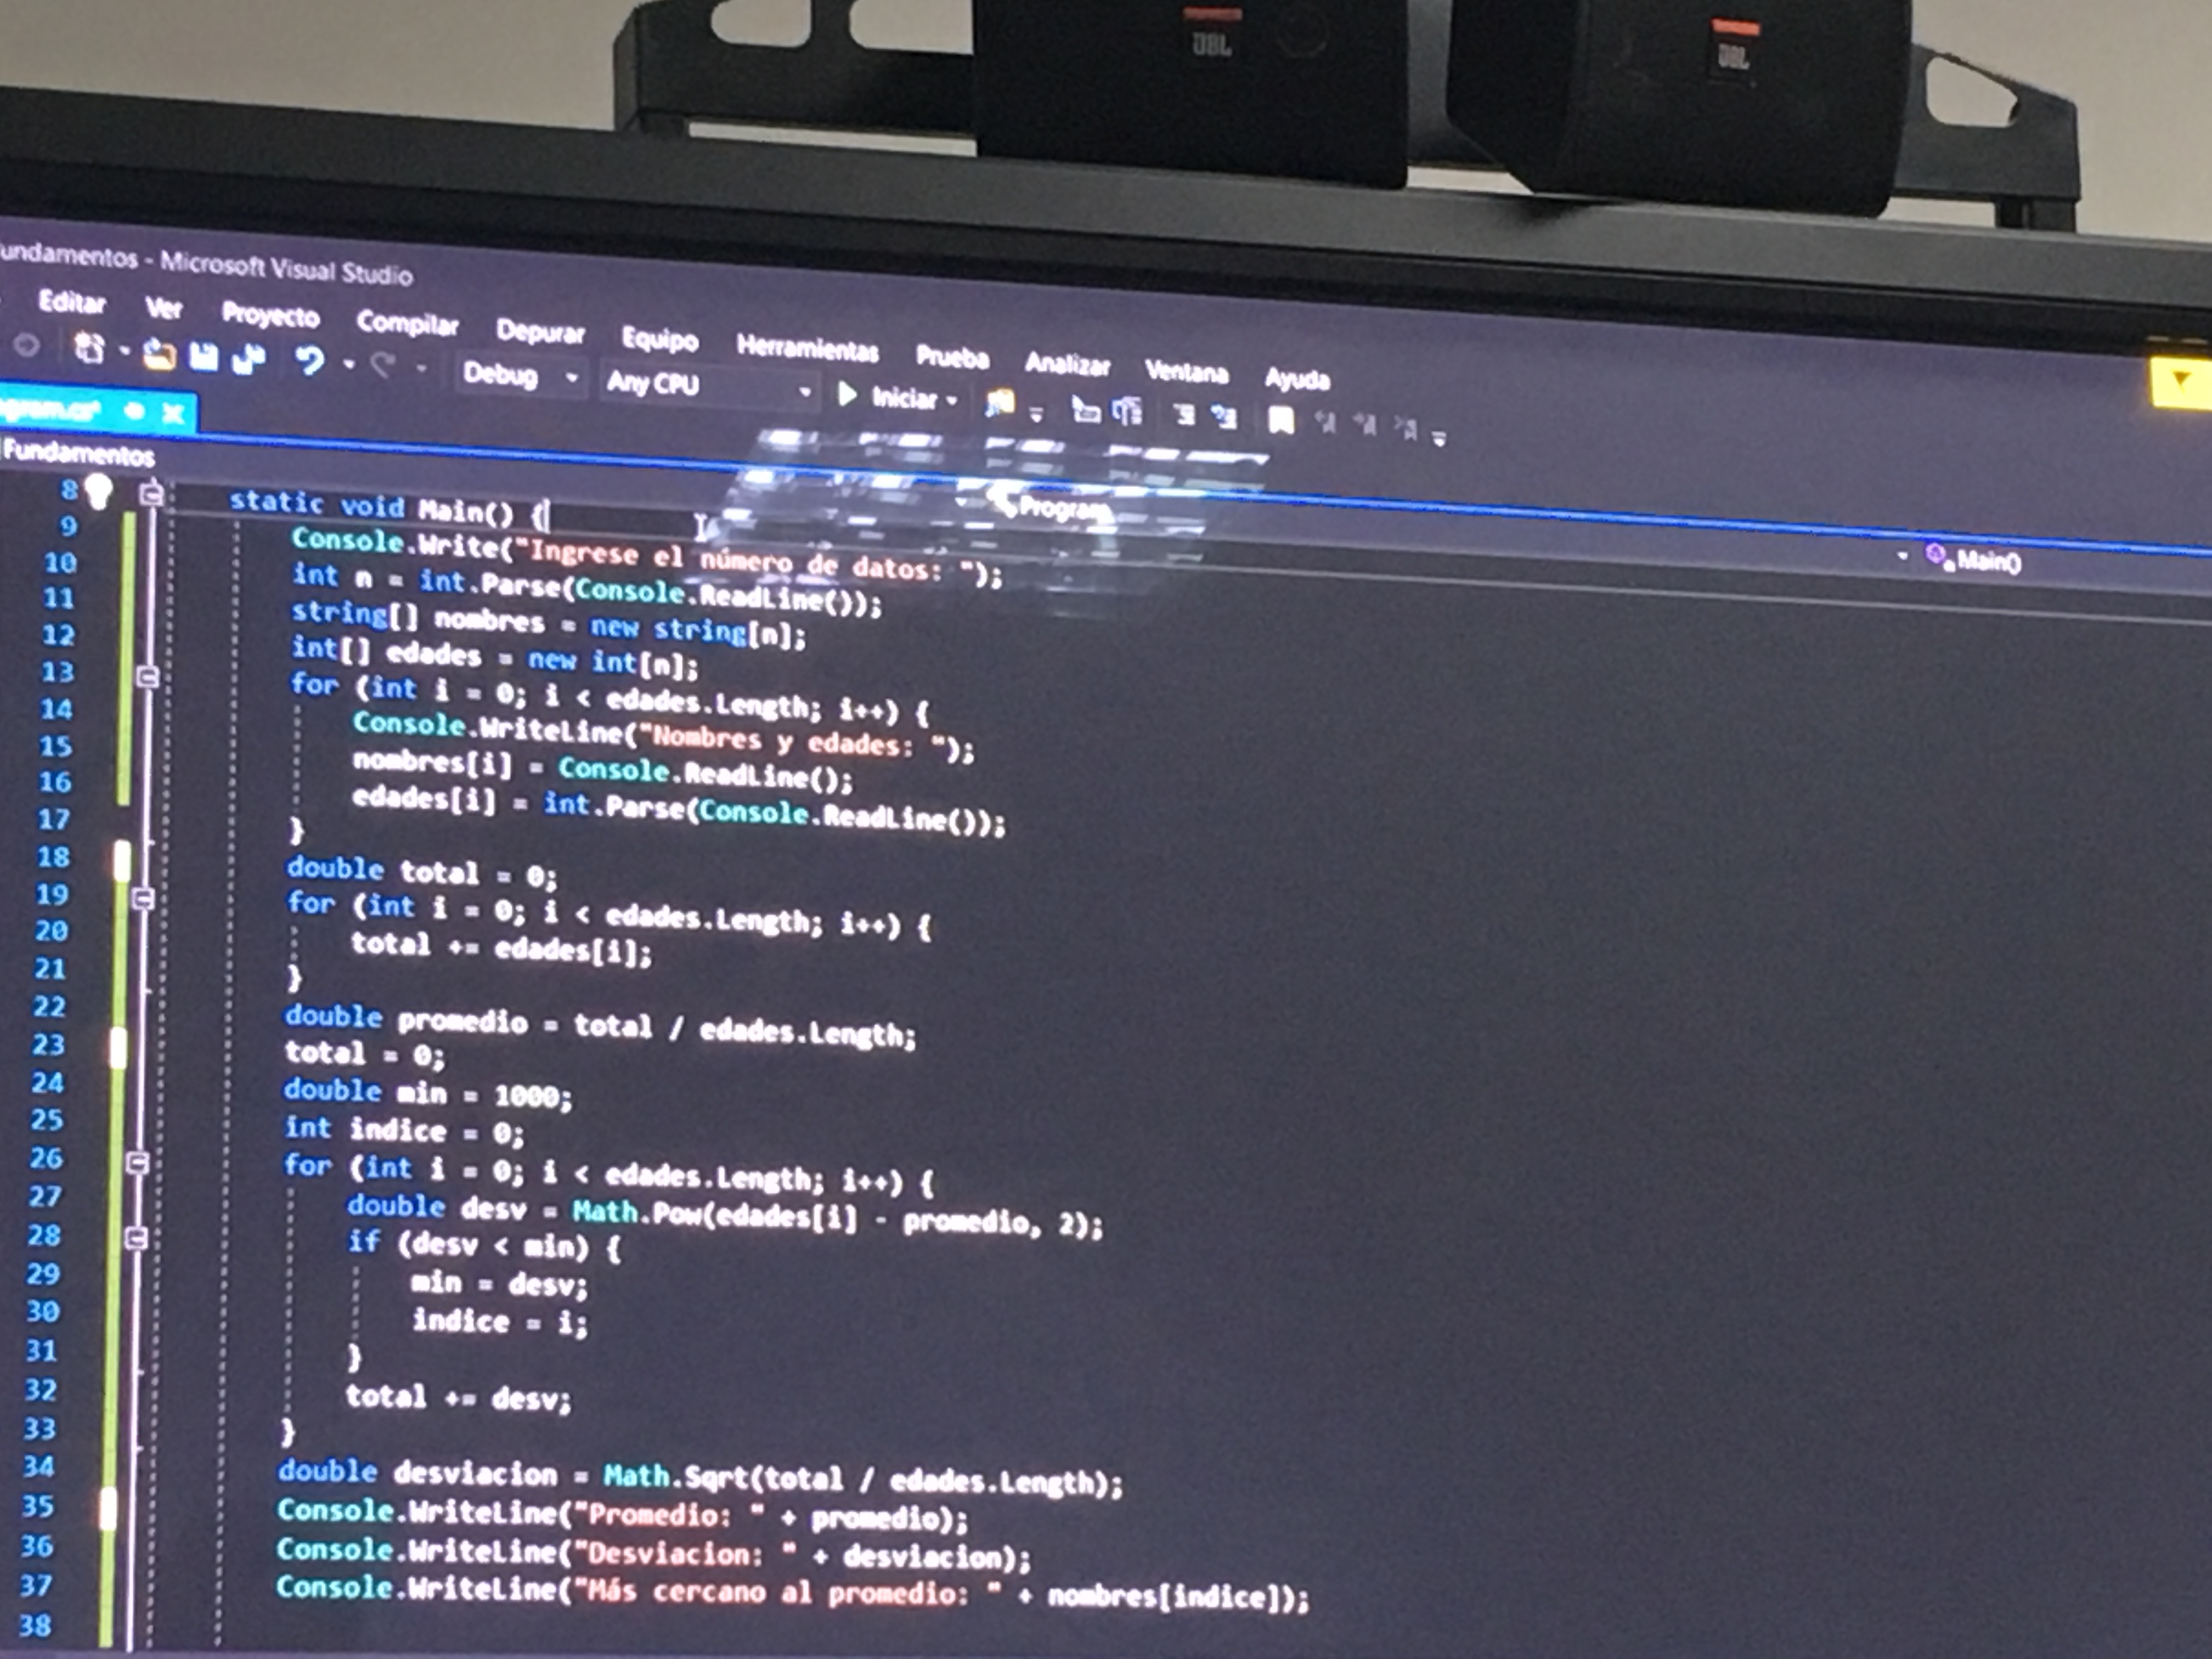 JBL
JBL
undamentos - Microsoft Visual Studio
Editar Ver Proyecto Compilar Depurar Equipo Herramientas Prueba Analizar Ventana Ayuda
Debug Any CPU Iniciar
gram.cs*
Fundamentos
Program
Main()
8 static void Main() {
9 Console.Write("Ingrese el número de datos: ");
10 int n = int.Parse(Console.ReadLine());
11 string[] nombres = new string[n];
12 int[] edades = new int[n];
13 for (int i = 0; i < edades.Length; i++) {
14 Console.WriteLine("Nombres y edades: ");
15 nombres[i] = Console.ReadLine();
16 edades[i] = int.Parse(Console.ReadLine());
17 }
18 double total = 0;
19 for (int i = 0; i < edades.Length; i++) {
20 total += edades[i];
21 }
22 double promedio = total / edades.Length;
23 total = 0;
24 double min = 1000;
25 int indice = 0;
26 for (int i = 0; i < edades.Length; i++) {
27 double desv = Math.Pow(edades[i] - promedio, 2);
28 if (desv < min) {
29 min = desv;
30 indice = i;
31 }
32 total += desv;
33 }
34 double desviacion = Math.Sqrt(total / edades.Length);
35 Console.WriteLine("Promedio: " + promedio);
36 Console.WriteLine("Desviacion: " + desviacion);
37 Console.WriteLine("Más cercano al promedio: " + nombres[indice]);
38